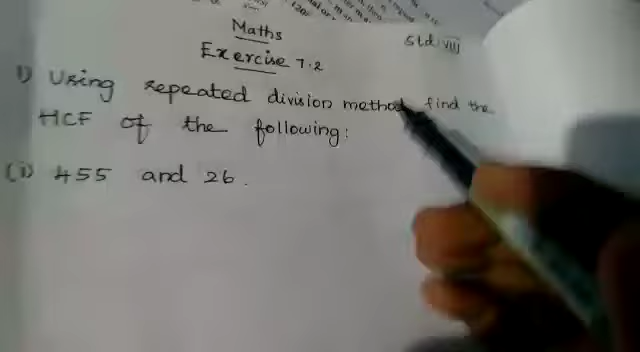 Maths
Std: VIII
Exercise 7.2
1) Using repeated division method find the
HCF of the following:
(i) 455 and 26.